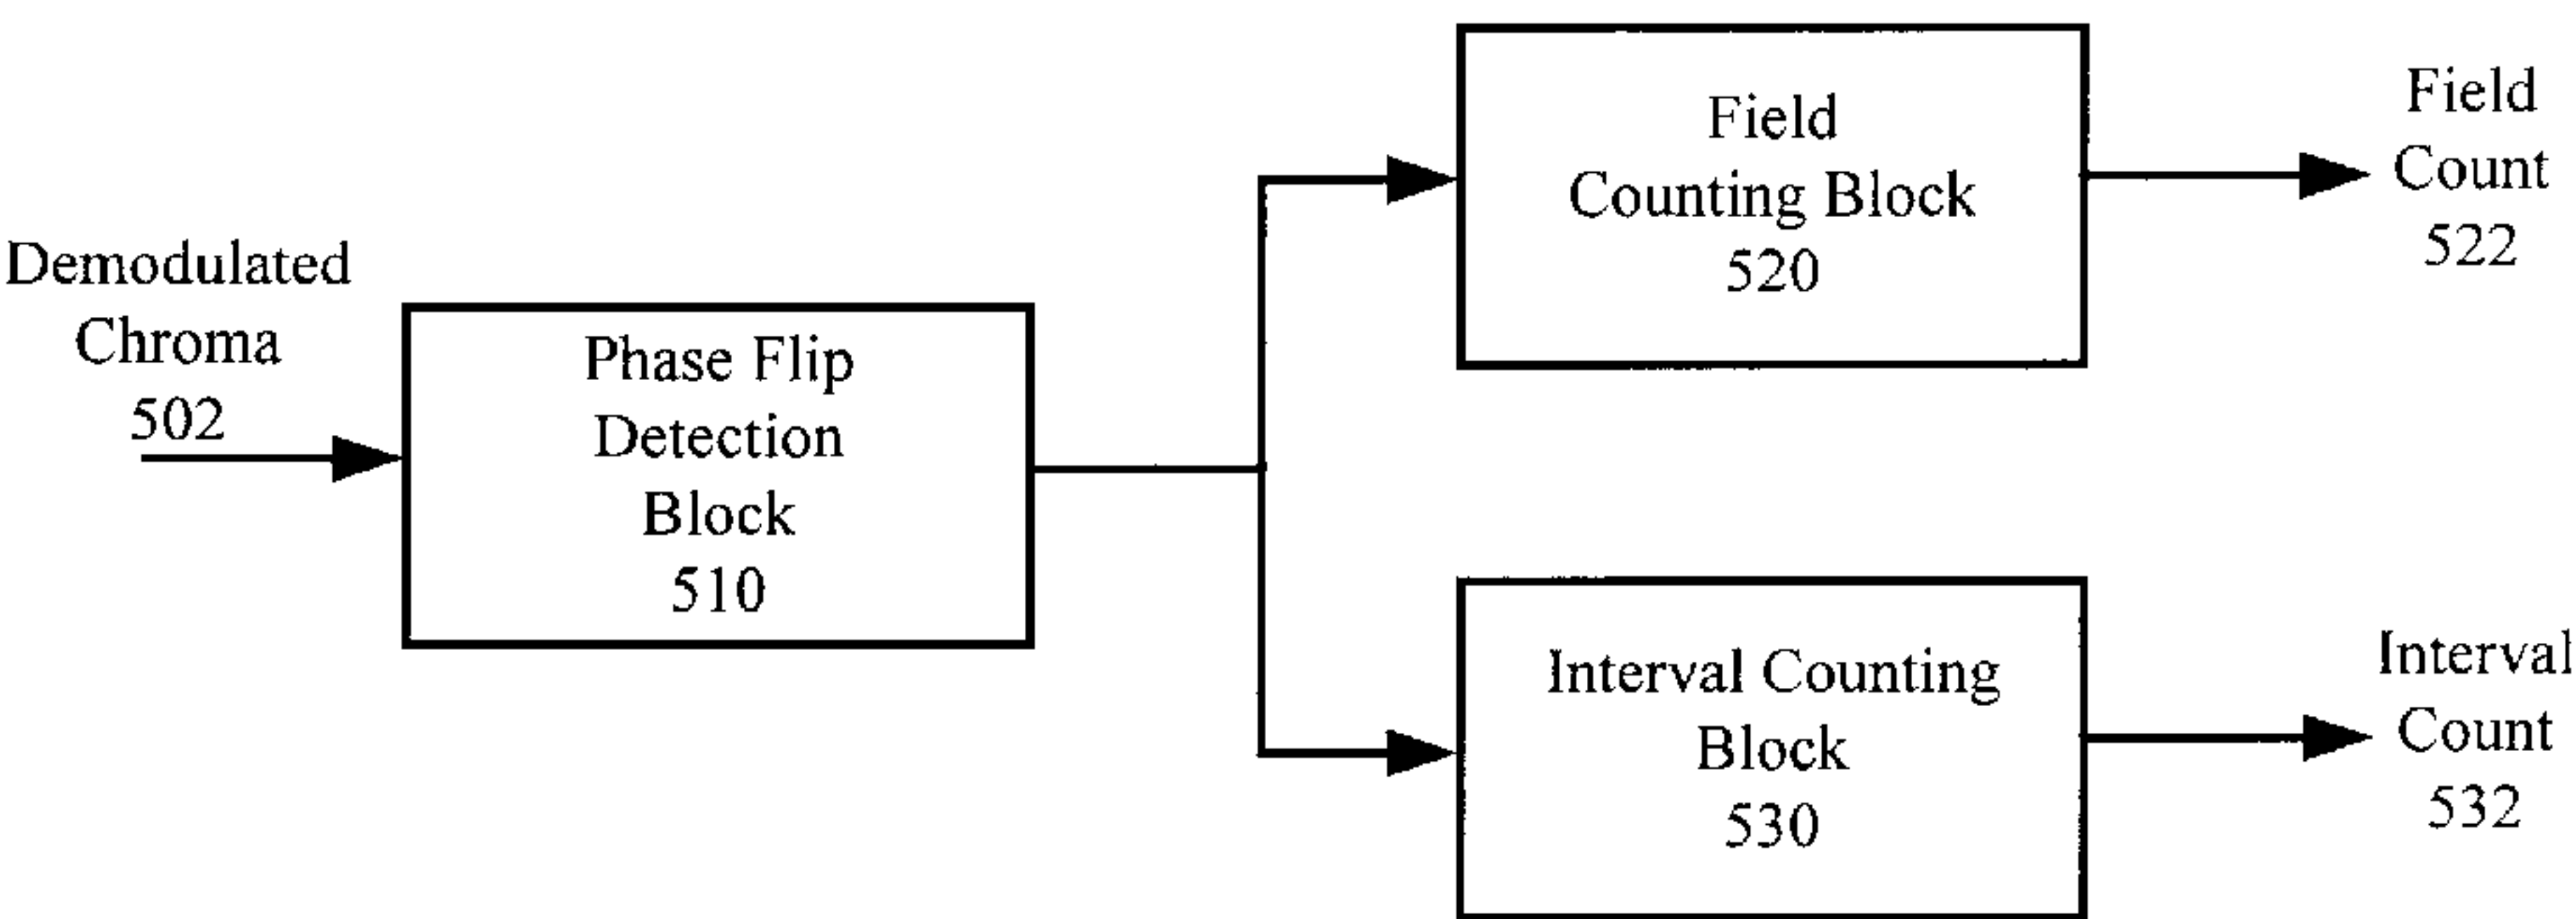 Demodulated
Chroma
502
Phase Flip
Detection
Block
510
Field
Counting Block
520
Field
Count
522
Interval Counting
Block
530
Interval
Count
532